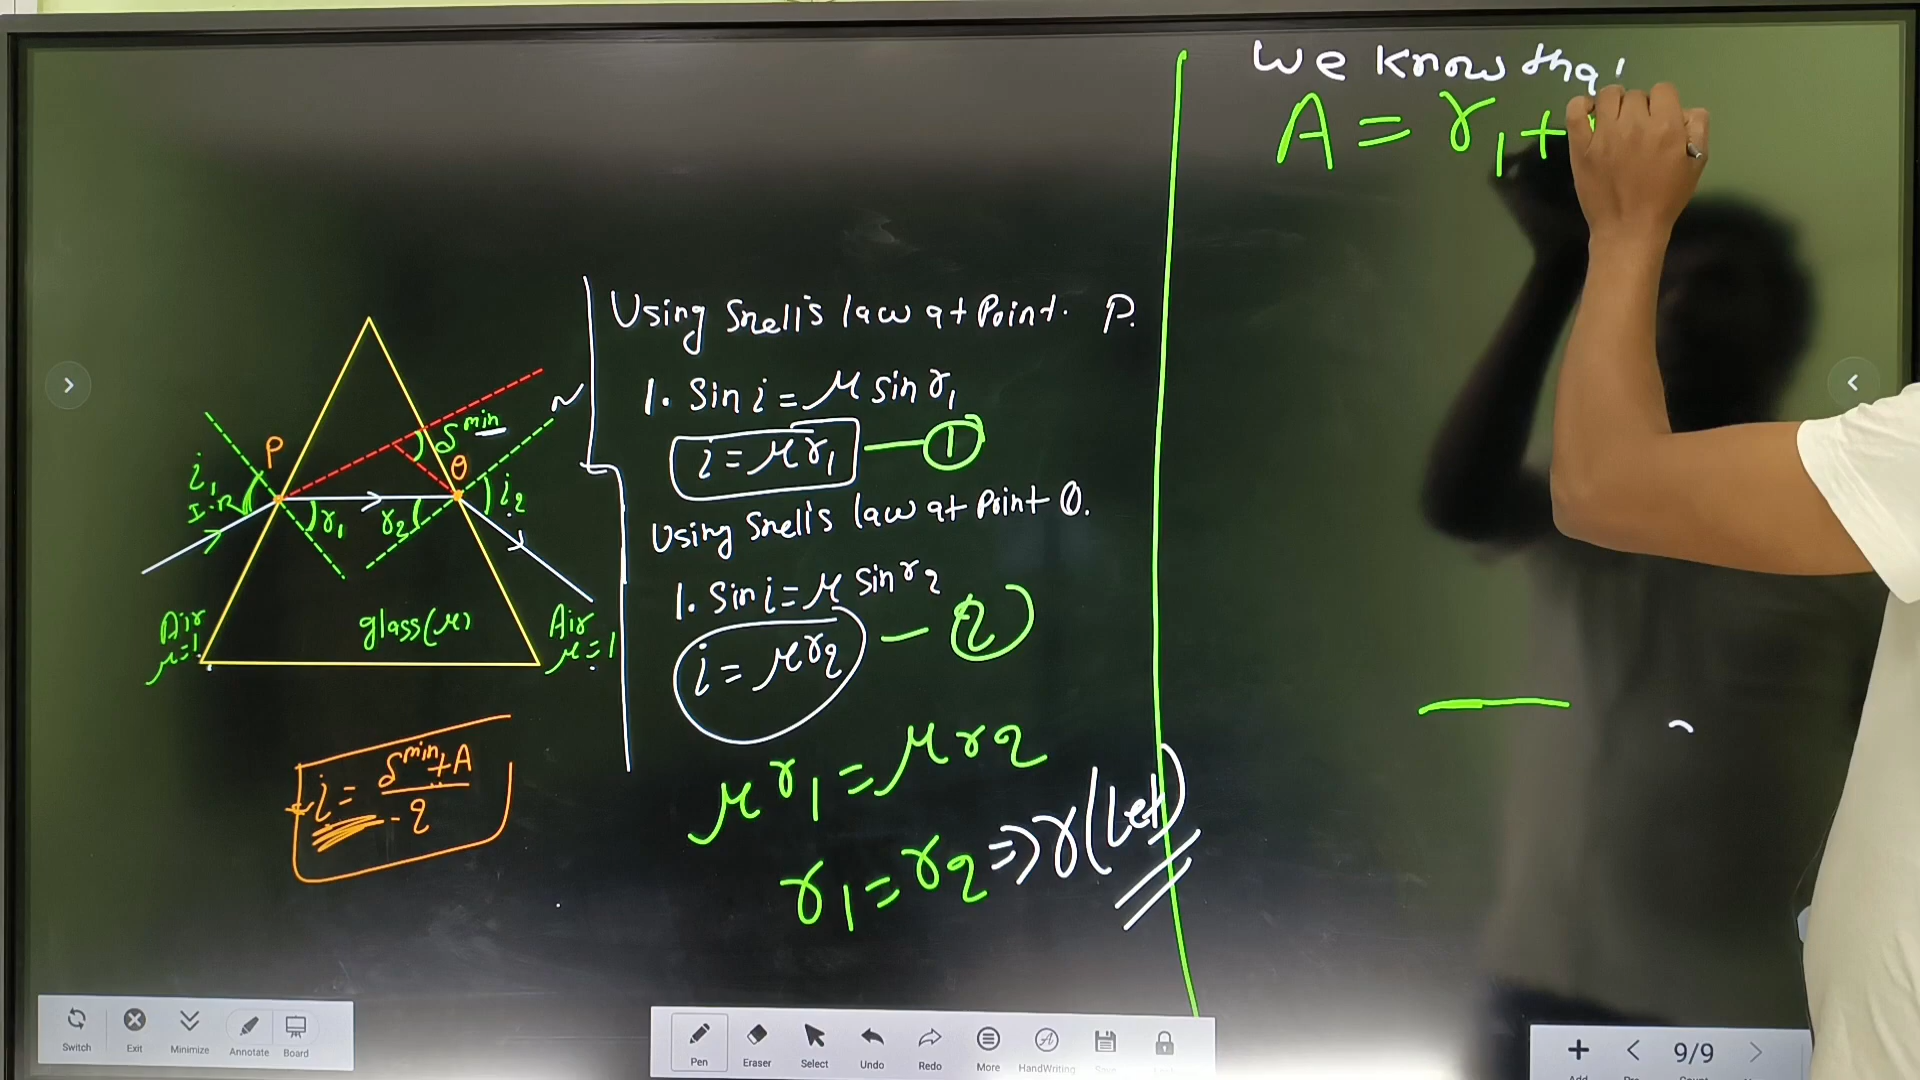 We know that
A = r₁ +
Using Snell's law at Point. P.
1. Sin i = μ sin r₁
i = μr₁ — ①
Using Snell's law at Point Q.
1. Sin i = μ sin r₂
i = μr₂ — ②
μr₁ = μr₂
r₁ = r₂ ⇒ r (Let)
P
δ min
N
Q
i₁
I.R
r₁
r₂
i₂
Air
μ=1
glass(μ)
Air
μ=1
i = δ min + A / 2
Switch
Exit
Minimize
Annotate
Board
Pen
Eraser
Select
Undo
Redo
More
HandWriting
9/9